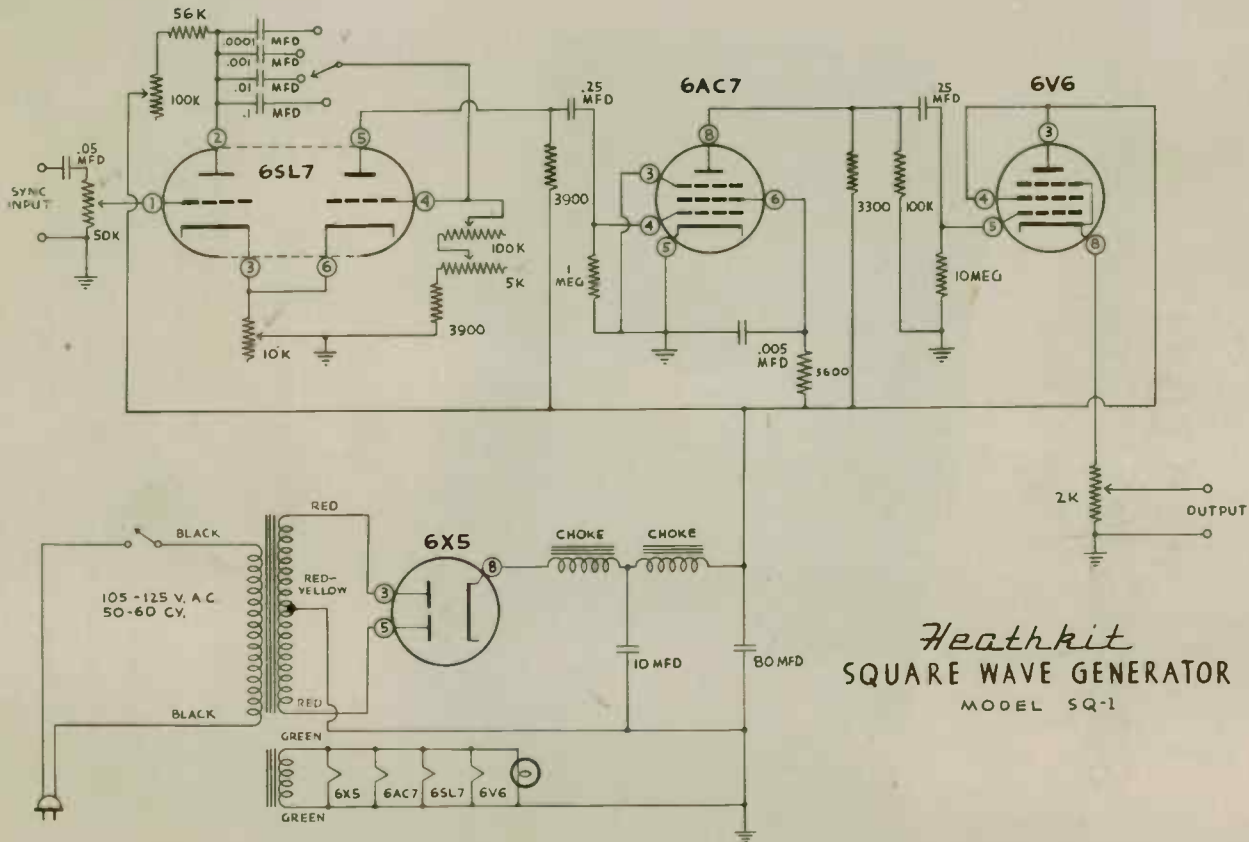 56K
.0001 MFD
.001 MFD
.01 MFD
.1 MFD
100K
.05 MFD
SYNC INPUT
50K
6SL7
1
2
3
4
5
6
10K
100K
5K
3900
3900
.25 MFD
6AC7
3
4
5
6
8
1 MEG
.005 MFD
5600
3300
100K
.25 MFD
10 MEG
6V6
3
4
5
8
2K
OUTPUT
BLACK
105-125 V. A.C.
50-60 CY.
BLACK
RED
RED-YELLOW
RED
6X5
3
5
8
CHOKE
CHOKE
10 MFD
80 MFD
GREEN
6X5
6AC7
6SL7
6V6
GREEN
Heathkit
SQUARE WAVE GENERATOR
MODEL SQ-1